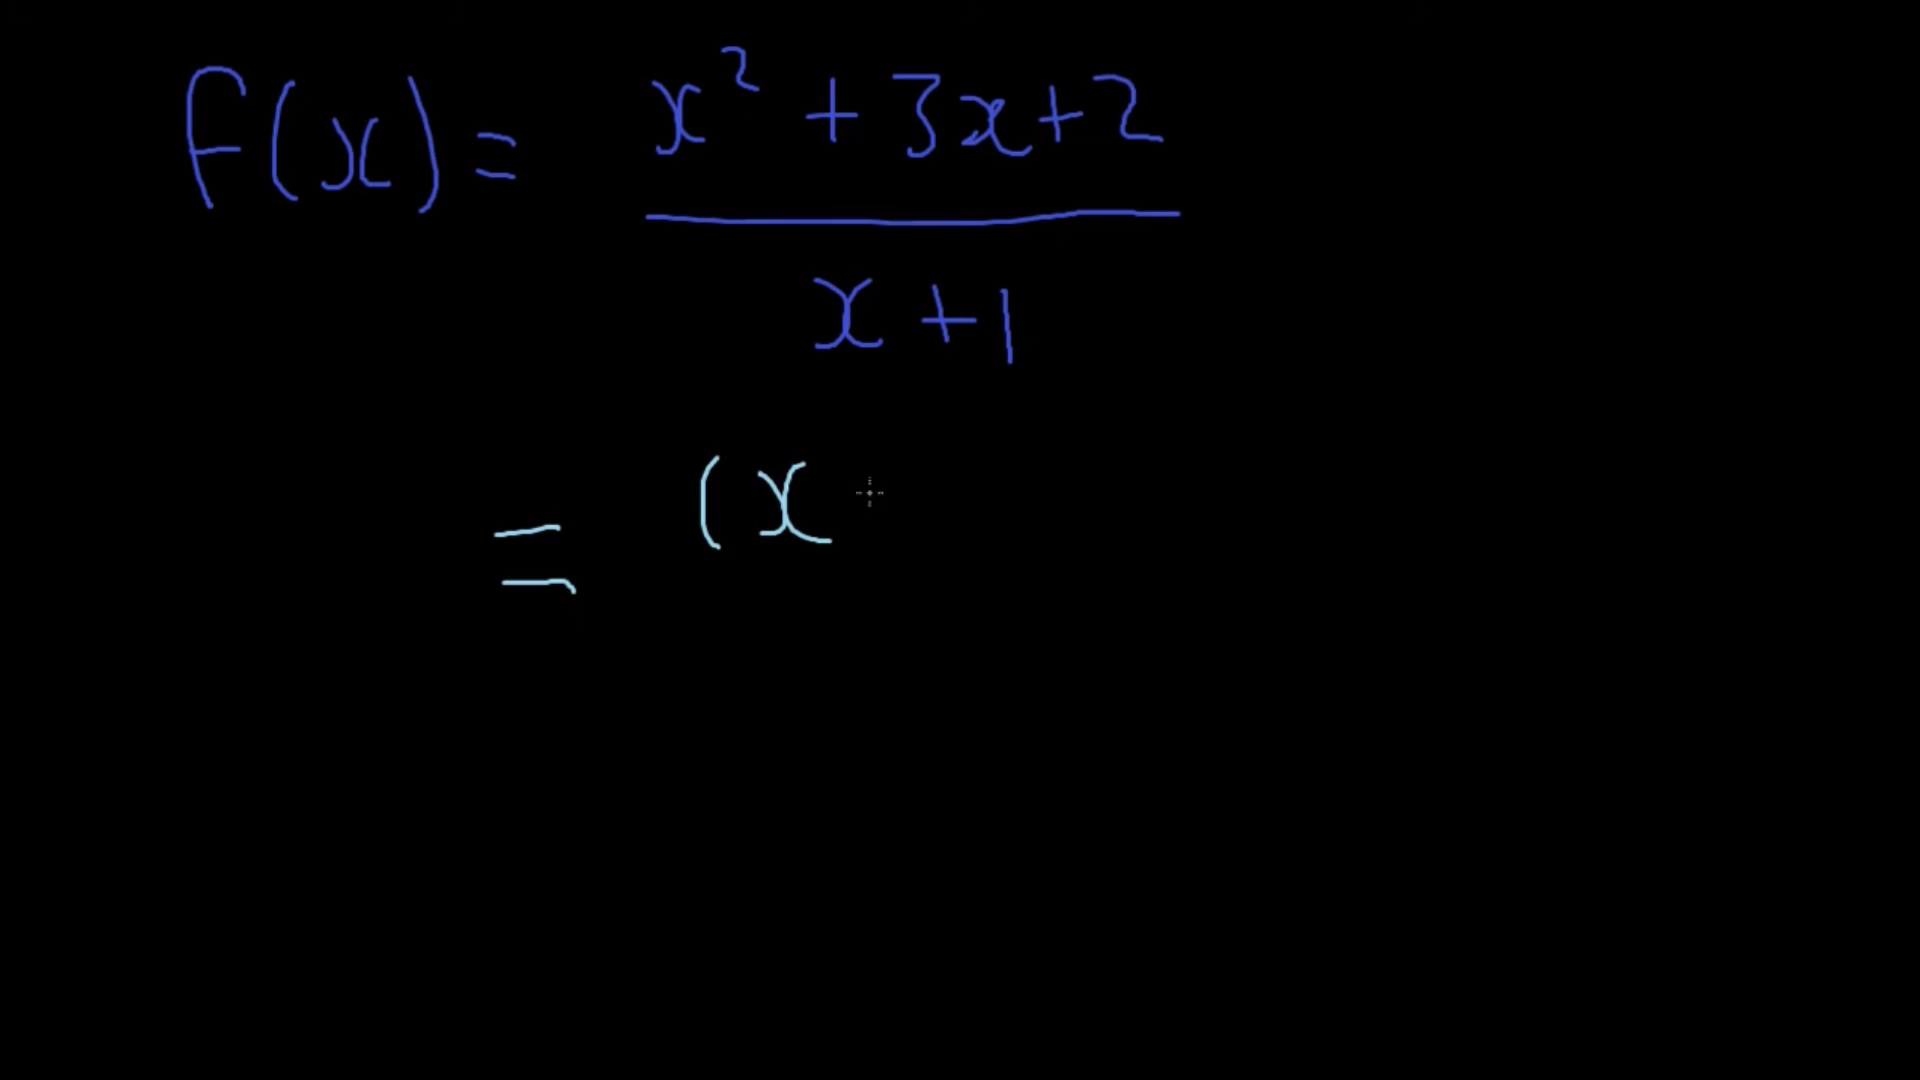 F(x) = x² + 3x + 2
x + 1
= (x